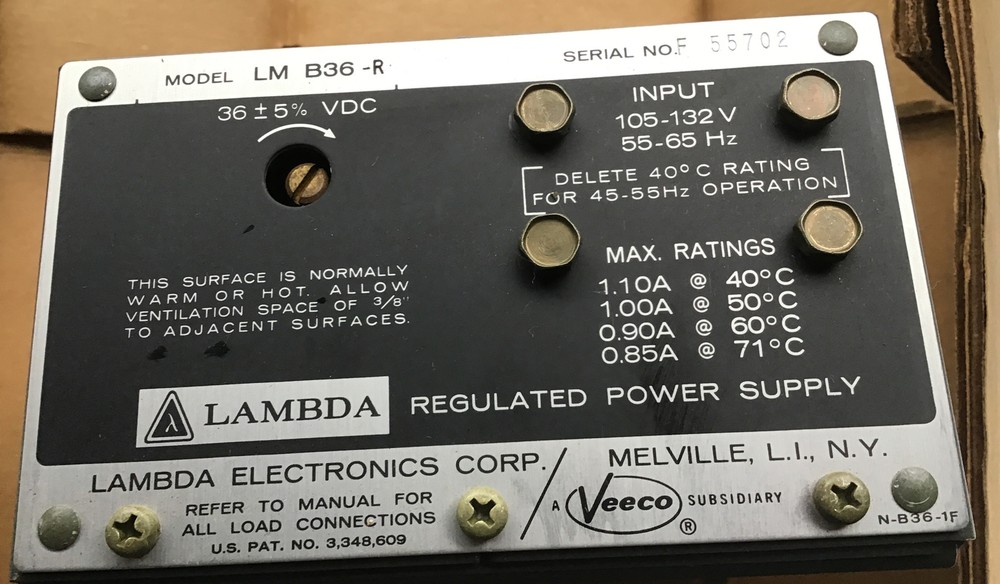 MODEL LM B36-R
SERIAL NO. F 55702
36 ± 5% VDC
INPUT
105-132 V
55-65 Hz
DELETE 40°C RATING
FOR 45-55Hz OPERATION
MAX. RATINGS
1.10A @ 40°C
1.00A @ 50°C
0.90A @ 60°C
0.85A @ 71°C
THIS SURFACE IS NORMALLY
WARM OR HOT. ALLOW
VENTILATION SPACE OF 3/8"
TO ADJACENT SURFACES.
λ LAMBDA REGULATED POWER SUPPLY
LAMBDA ELECTRONICS CORP. / MELVILLE, L.I., N.Y.
REFER TO MANUAL FOR
ALL LOAD CONNECTIONS
U.S. PAT. NO. 3,348,609
A Veeco SUBSIDIARY
®
N-B36-1F